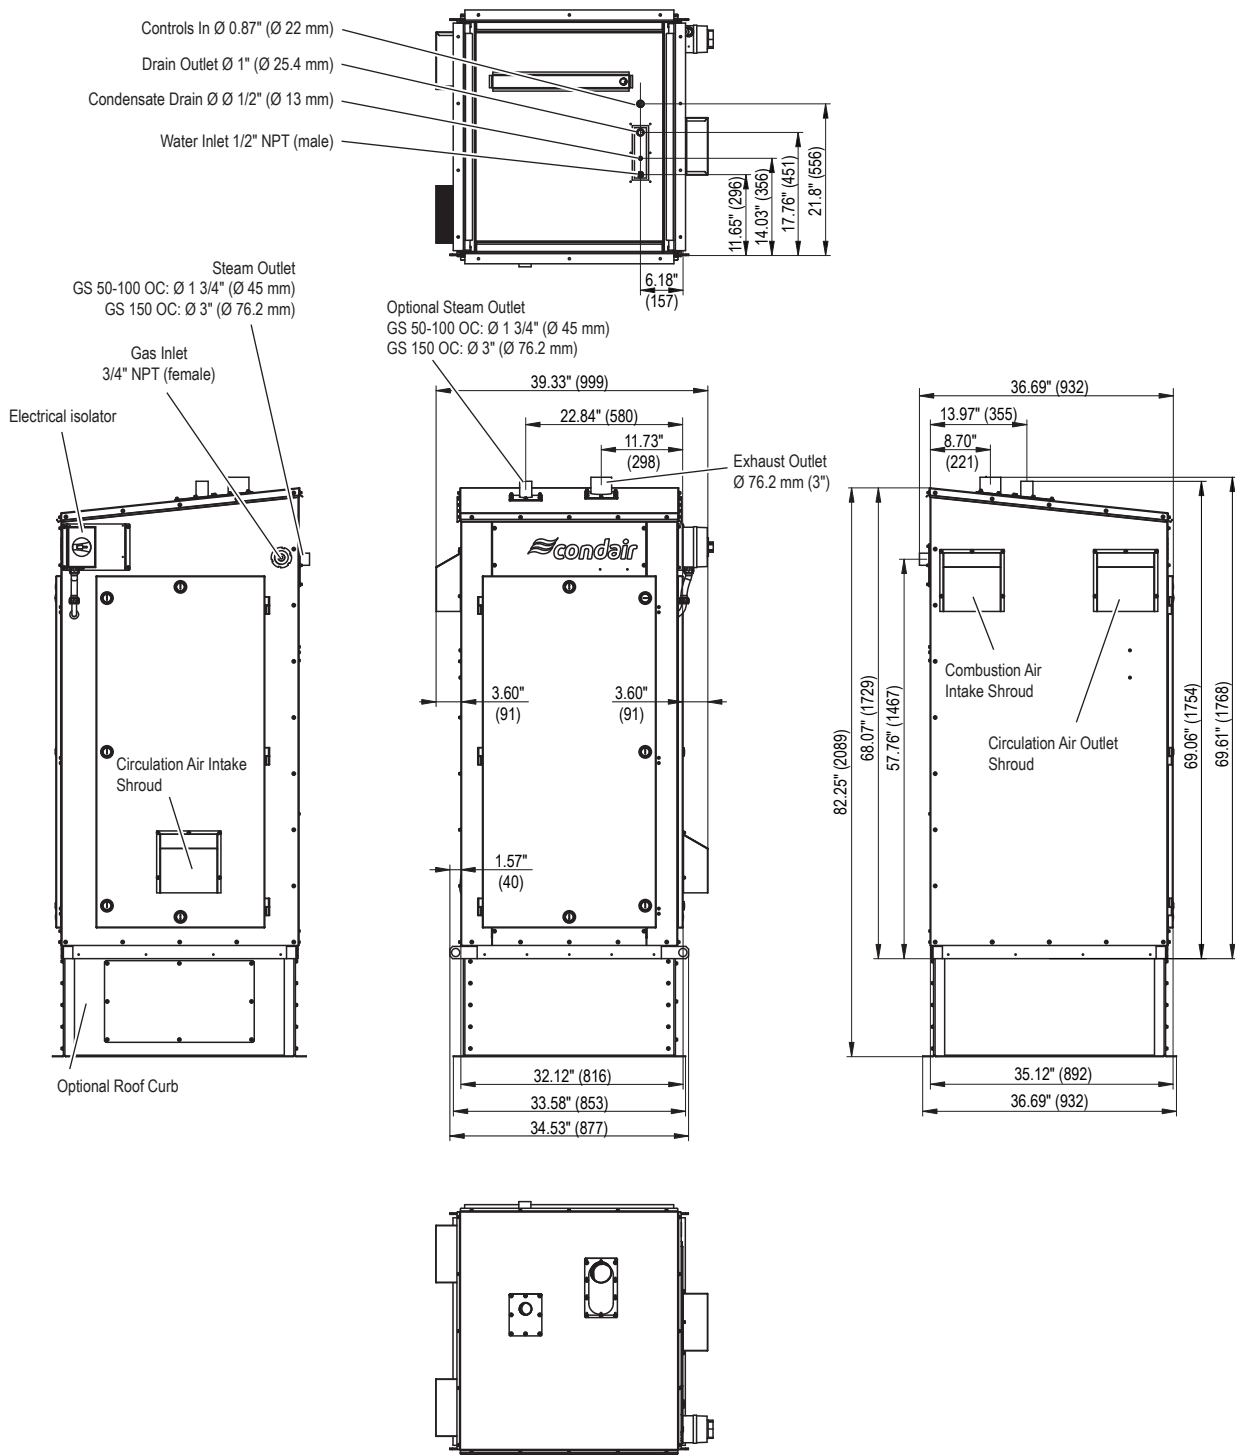 Controls In Ø 0.87" (Ø 22 mm)
Drain Outlet Ø 1" (Ø 25.4 mm)
Condensate Drain Ø Ø 1/2" (Ø 13 mm)
Water Inlet 1/2" NPT (male)
11.65" (296)
14.03" (356)
17.76" (451)
21.8" (556)
6.18"
(157)
Steam Outlet
GS 50-100 OC: Ø 1 3/4" (Ø 45 mm)
GS 150 OC: Ø 3" (Ø 76.2 mm)
Gas Inlet
3/4" NPT (female)
Electrical isolator
Circulation Air Intake
Shroud
Optional Roof Curb
Optional Steam Outlet
GS 50-100 OC: Ø 1 3/4" (Ø 45 mm)
GS 150 OC: Ø 3" (Ø 76.2 mm)
39.33" (999)
22.84" (580)
11.73"
(298)
Exhaust Outlet
Ø 76.2 mm (3")
condair
3.60"
(91)
3.60"
(91)
1.57"
(40)
32.12" (816)
33.58" (853)
34.53" (877)
36.69" (932)
13.97" (355)
8.70"
(221)
82.25" (2089)
68.07" (1729)
57.76" (1467)
Combustion Air
Intake Shroud
Circulation Air Outlet
Shroud
69.06" (1754)
69.61" (1768)
35.12" (892)
36.69" (932)